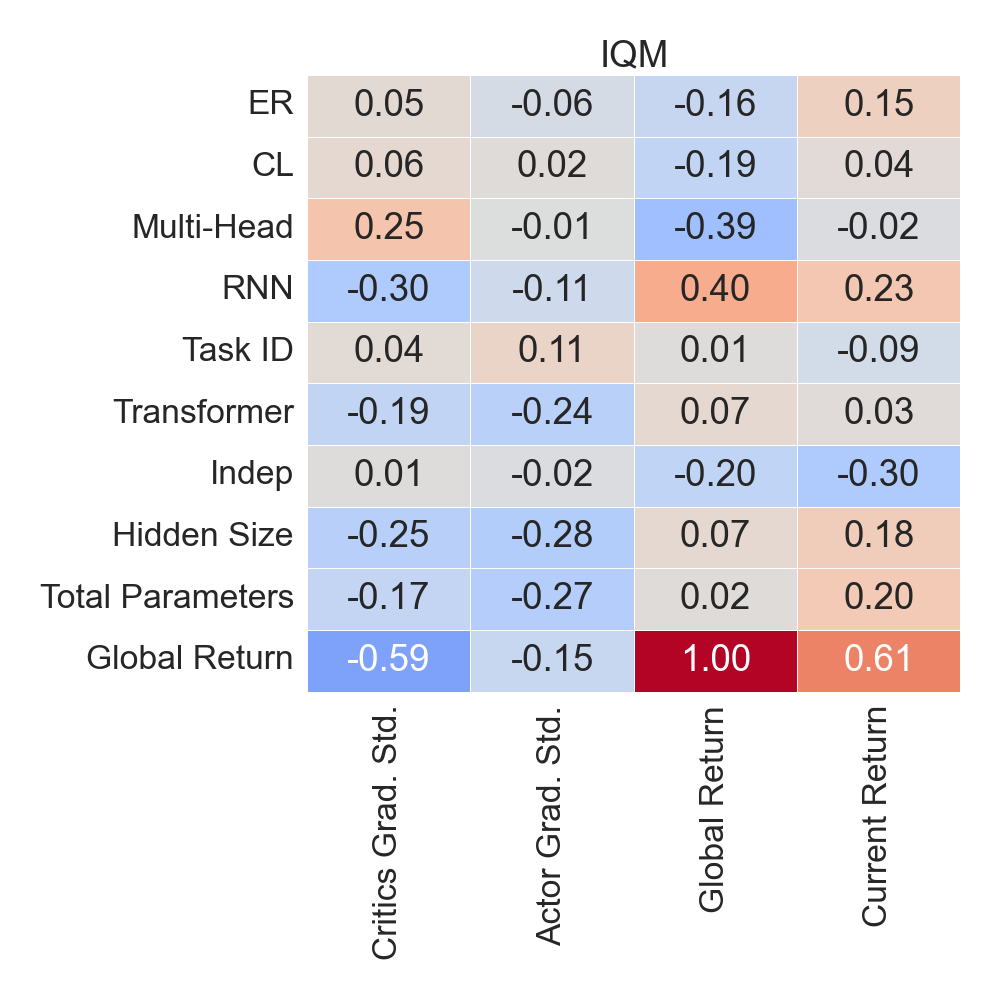 IQM
ER 0.05 -0.06 -0.16 0.15
CL 0.06 0.02 -0.19 0.04
Multi-Head 0.25 -0.01 -0.39 -0.02
RNN -0.30 -0.11 0.40 0.23
Task ID 0.04 0.11 0.01 -0.09
Transformer -0.19 -0.24 0.07 0.03
Indep 0.01 -0.02 -0.20 -0.30
Hidden Size -0.25 -0.28 0.07 0.18
Total Parameters -0.17 -0.27 0.02 0.20
Global Return -0.59 -0.15 1.00 0.61
Critics Grad. Std.
Actor Grad. Std.
Global Return
Current Return